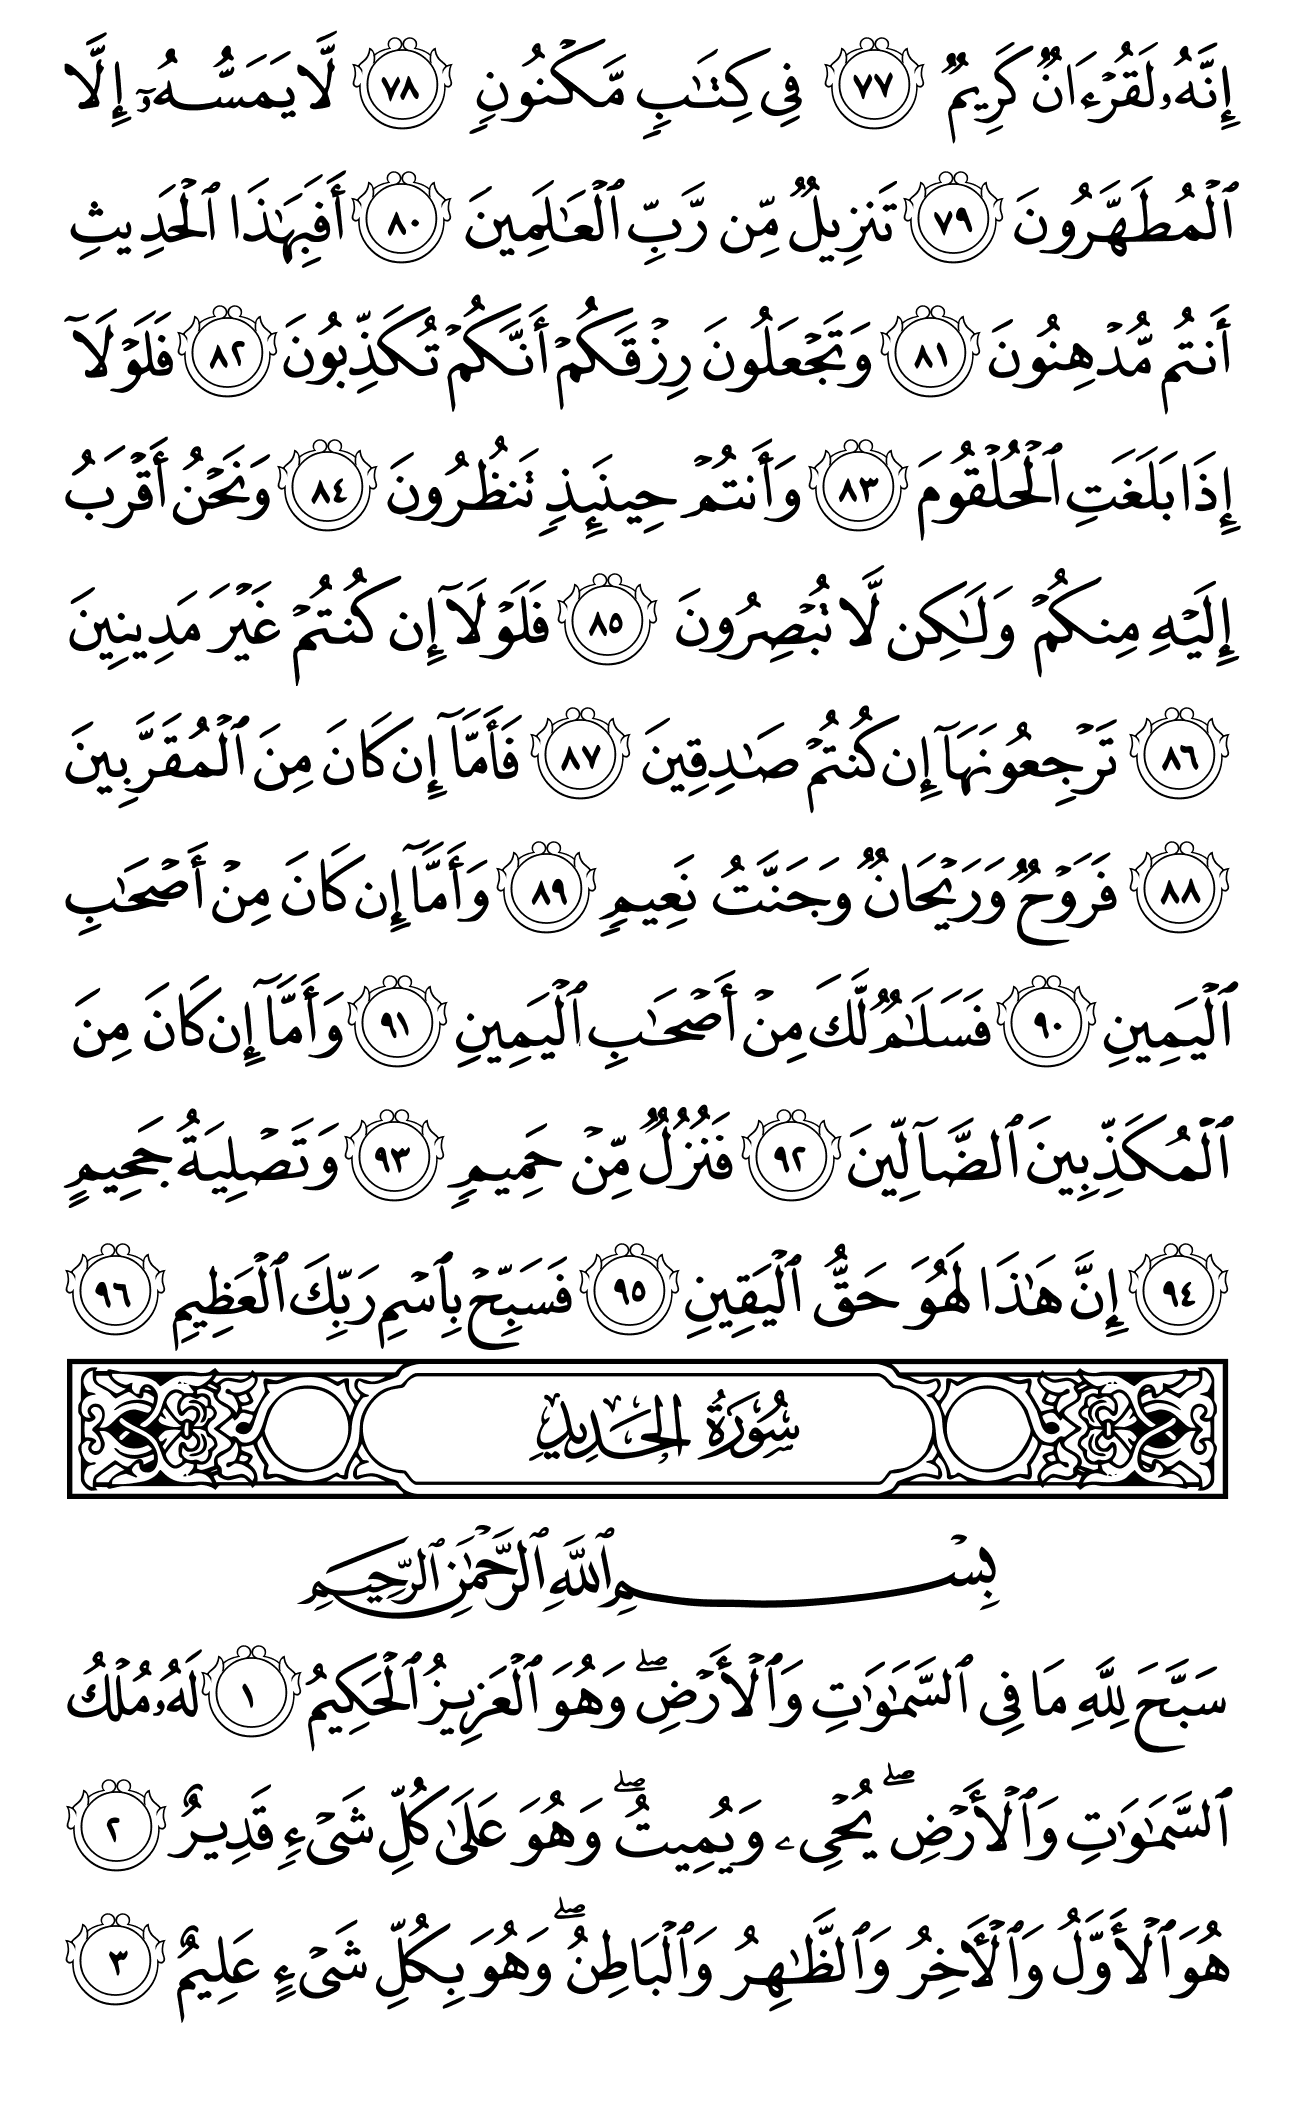 إِنَّهُۥ لَقُرْءَانٌ كَرِيمٌ ٧٧ فِى كِتَـٰبٍ مَّكْنُونٍ ٧٨ لَّا يَمَسُّهُۥٓ إِلَّا
ٱلْمُطَهَّرُونَ ٧٩ تَنزِيلٌ مِّن رَّبِّ ٱلْعَـٰلَمِينَ ٨٠ أَفَبِهَـٰذَا ٱلْحَدِيثِ
أَنتُم مُّدْهِنُونَ ٨١ وَتَجْعَلُونَ رِزْقَكُمْ أَنَّكُمْ تُكَذِّبُونَ ٨٢ فَلَوْلَآ
إِذَا بَلَغَتِ ٱلْحُلْقُومَ ٨٣ وَأَنتُمْ حِينَئِذٍ تَنظُرُونَ ٨٤ وَنَحْنُ أَقْرَبُ
إِلَيْهِ مِنكُمْ وَلَـٰكِن لَّا تُبْصِرُونَ ٨٥ فَلَوْلَآ إِن كُنتُمْ غَيْرَ مَدِينِينَ
٨٦ تَرْجِعُونَهَآ إِن كُنتُمْ صَـٰدِقِينَ ٨٧ فَأَمَّآ إِن كَانَ مِنَ ٱلْمُقَرَّبِينَ
٨٨ فَرَوْحٌ وَرَيْحَانٌ وَجَنَّتُ نَعِيمٍ ٨٩ وَأَمَّآ إِن كَانَ مِنْ أَصْحَـٰبِ
ٱلْيَمِينِ ٩٠ فَسَلَـٰمٌ لَّكَ مِنْ أَصْحَـٰبِ ٱلْيَمِينِ ٩١ وَأَمَّآ إِن كَانَ مِنَ
ٱلْمُكَذِّبِينَ ٱلضَّآلِّينَ ٩٢ فَنُزُلٌ مِّنْ حَمِيمٍ ٩٣ وَتَصْلِيَةُ جَحِيمٍ
٩٤ إِنَّ هَـٰذَا لَهُوَ حَقُّ ٱلْيَقِينِ ٩٥ فَسَبِّحْ بِٱسْمِ رَبِّكَ ٱلْعَظِيمِ ٩٦
سُورَةُ الحَدِيدِ
بِسْمِ ٱللَّهِ ٱلرَّحْمَـٰنِ ٱلرَّحِيمِ
سَبَّحَ لِلَّهِ مَا فِى ٱلسَّمَـٰوَٰتِ وَٱلْأَرْضِ ۖ وَهُوَ ٱلْعَزِيزُ ٱلْحَكِيمُ ١ لَهُۥ مُلْكُ
ٱلسَّمَـٰوَٰتِ وَٱلْأَرْضِ ۖ يُحْىِۦ وَيُمِيتُ ۖ وَهُوَ عَلَىٰ كُلِّ شَىْءٍ قَدِيرٌ ٢
هُوَ ٱلْأَوَّلُ وَٱلْـَٔاخِرُ وَٱلظَّـٰهِرُ وَٱلْبَاطِنُ ۖ وَهُوَ بِكُلِّ شَىْءٍ عَلِيمٌ ٣